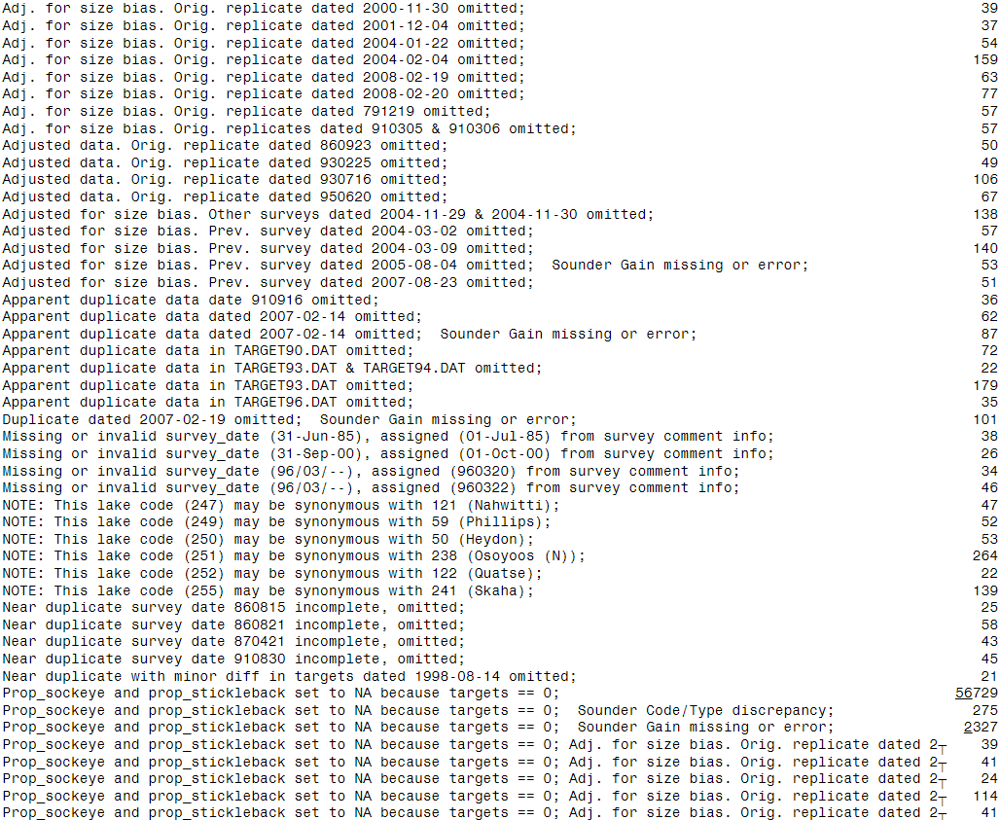 Adj. for size bias. Orig. replicate dated 2000-11-30 omitted; 39
Adj. for size bias. Orig. replicate dated 2001-12-04 omitted; 37
Adj. for size bias. Orig. replicate dated 2004-01-22 omitted; 54
Adj. for size bias. Orig. replicate dated 2004-02-04 omitted; 159
Adj. for size bias. Orig. replicate dated 2008-02-19 omitted; 63
Adj. for size bias. Orig. replicate dated 2008-02-20 omitted; 77
Adj. for size bias. Orig. replicate dated 791219 omitted; 57
Adj. for size bias. Orig. replicates dated 910305 & 910306 omitted; 57
Adjusted data. Orig. replicate dated 860923 omitted; 50
Adjusted data. Orig. replicate dated 930225 omitted; 49
Adjusted data. Orig. replicate dated 930716 omitted; 106
Adjusted data. Orig. replicate dated 950620 omitted; 67
Adjusted for size bias. Other surveys dated 2004-11-29 & 2004-11-30 omitted; 138
Adjusted for size bias. Prev. survey dated 2004-03-02 omitted; 57
Adjusted for size bias. Prev. survey dated 2004-03-09 omitted; 140
Adjusted for size bias. Prev. survey dated 2005-08-04 omitted;  Sounder Gain missing or error; 53
Adjusted for size bias. Prev. survey dated 2007-08-23 omitted; 51
Apparent duplicate data date 910916 omitted; 36
Apparent duplicate data dated 2007-02-14 omitted; 62
Apparent duplicate data dated 2007-02-14 omitted;  Sounder Gain missing or error; 87
Apparent duplicate data in TARGET90.DAT omitted; 72
Apparent duplicate data in TARGET93.DAT & TARGET94.DAT omitted; 22
Apparent duplicate data in TARGET93.DAT omitted; 179
Apparent duplicate data in TARGET96.DAT omitted; 35
Duplicate dated 2007-02-19 omitted;  Sounder Gain missing or error; 101
Missing or invalid survey_date (31-Jun-85), assigned (01-Jul-85) from survey comment info; 38
Missing or invalid survey_date (31-Sep-00), assigned (01-Oct-00) from survey comment info; 26
Missing or invalid survey_date (96/03/--), assigned (960320) from survey comment info; 34
Missing or invalid survey_date (96/03/--), assigned (960322) from survey comment info; 46
NOTE: This lake code (247) may be synonymous with 121 (Nahwitti); 47
NOTE: This lake code (249) may be synonymous with 59 (Phillips); 52
NOTE: This lake code (250) may be synonymous with 50 (Heydon); 53
NOTE: This lake code (251) may be synonymous with 238 (Osoyoos (N)); 264
NOTE: This lake code (252) may be synonymous with 122 (Quatse); 22
NOTE: This lake code (255) may be synonymous with 241 (Skaha); 139
Near duplicate survey date 860815 incomplete, omitted; 25
Near duplicate survey date 860821 incomplete, omitted; 58
Near duplicate survey date 870421 incomplete, omitted; 43
Near duplicate survey date 910830 incomplete, omitted; 45
Near duplicate with minor diff in targets dated 1998-08-14 omitted; 21
Prop_sockeye and prop_stickleback set to NA because targets == 0; 56729
Prop_sockeye and prop_stickleback set to NA because targets == 0;  Sounder Code/Type discrepancy; 275
Prop_sockeye and prop_stickleback set to NA because targets == 0;  Sounder Gain missing or error; 2327
Prop_sockeye and prop_stickleback set to NA because targets == 0; Adj. for size bias. Orig. replicate dated 2┬ 39
Prop_sockeye and prop_stickleback set to NA because targets == 0; Adj. for size bias. Orig. replicate dated 2┬ 41
Prop_sockeye and prop_stickleback set to NA because targets == 0; Adj. for size bias. Orig. replicate dated 2┬ 24
Prop_sockeye and prop_stickleback set to NA because targets == 0; Adj. for size bias. Orig. replicate dated 2┬ 114
Prop_sockeye and prop_stickleback set to NA because targets == 0; Adj. for size bias. Orig. replicate dated 2┬ 41